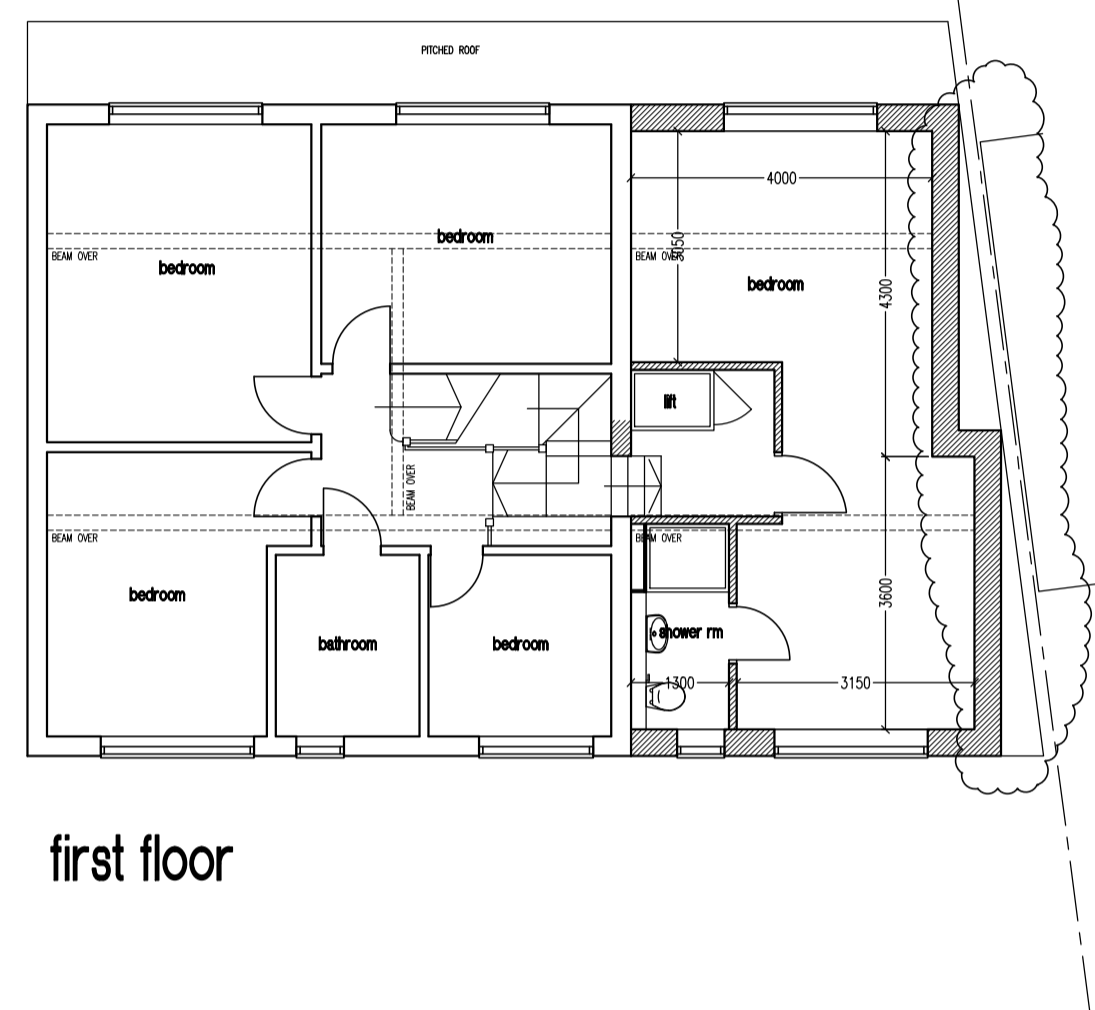 PITCHED ROOF
4000
bedroom
3050
BEAM OVER
BEAM OVER
bedroom
bedroom
4300
lift
BEAM OVER
BEAM OVER
BEAM OVER
bedroom
3600
shower rm
bathroom
bedroom
1300
3150
first floor